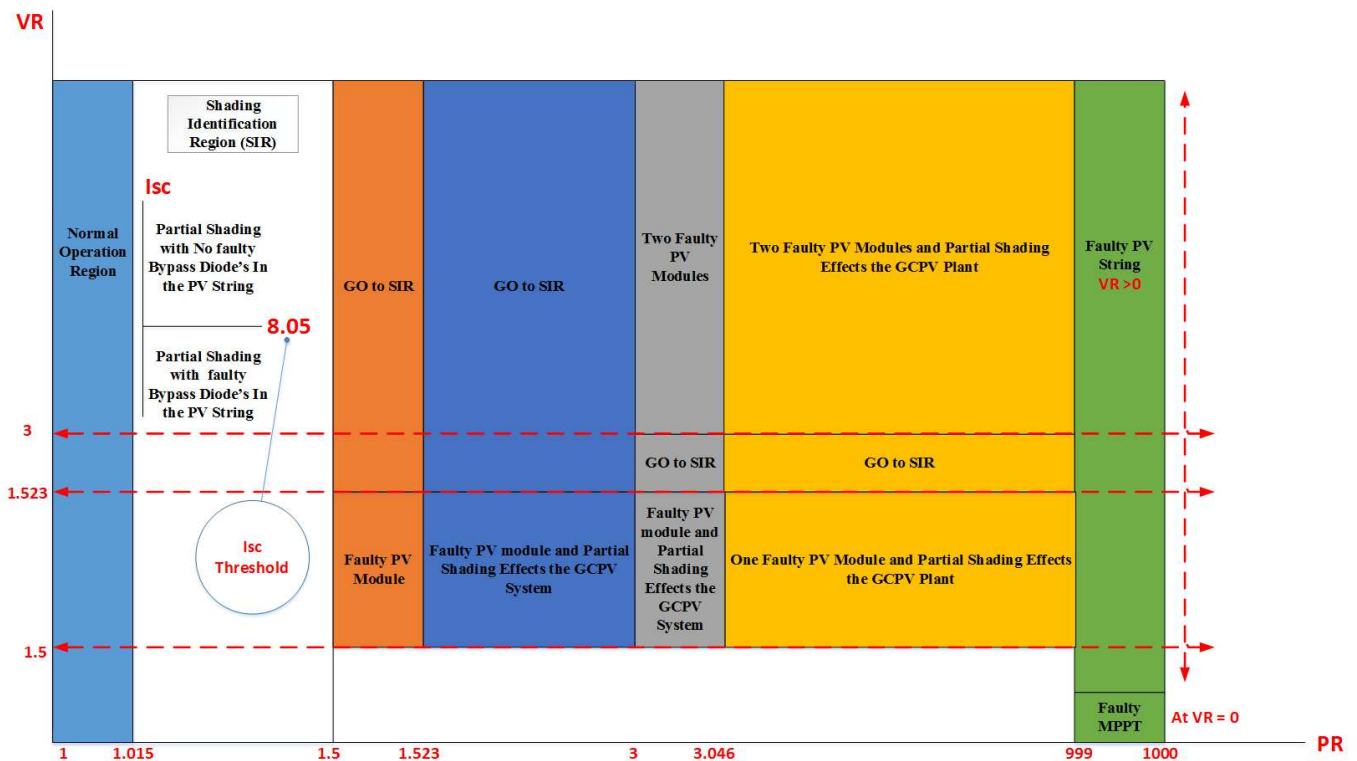 VR
Shading
Identification
Region (SIR)
Isc
Normal
Operation
Region
Partial Shading
with No faulty
Bypass Diode's In
the PV String
8.05
Partial Shading
with faulty
Bypass Diode's In
the PV String
GO to SIR
GO to SIR
Two Faulty
PV
Modules
Two Faulty PV Modules and Partial Shading
Effects the GCPV Plant
Faulty PV
String
VR >0
3
GO to SIR
GO to SIR
1.523
Isc
Threshold
Faulty PV
Module
Faulty PV module and Partial
Shading Effects the GCPV
System
Faulty PV
module and
Partial
Shading
Effects the
GCPV
System
One Faulty PV Module and Partial Shading Effects
the GCPV Plant
1.5
Faulty
MPPT
At VR = 0
1
1.015
1.5
1.523
3
3.046
999
1000
PR